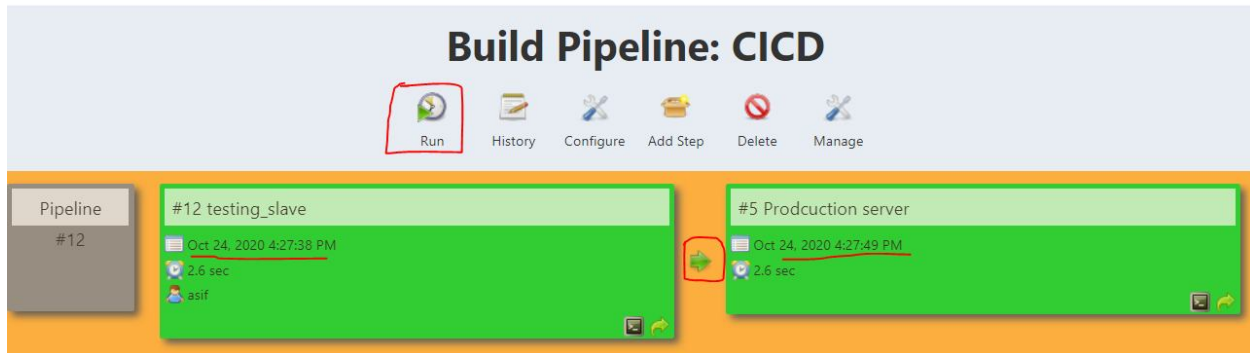 Build Pipeline: CICD
Run History Configure Add Step Delete Manage
Pipeline
#12
#12 testing_slave
Oct 24, 2020 4:27:38 PM
2.6 sec
asif
#5 Prodcuction server
Oct 24, 2020 4:27:49 PM
2.6 sec